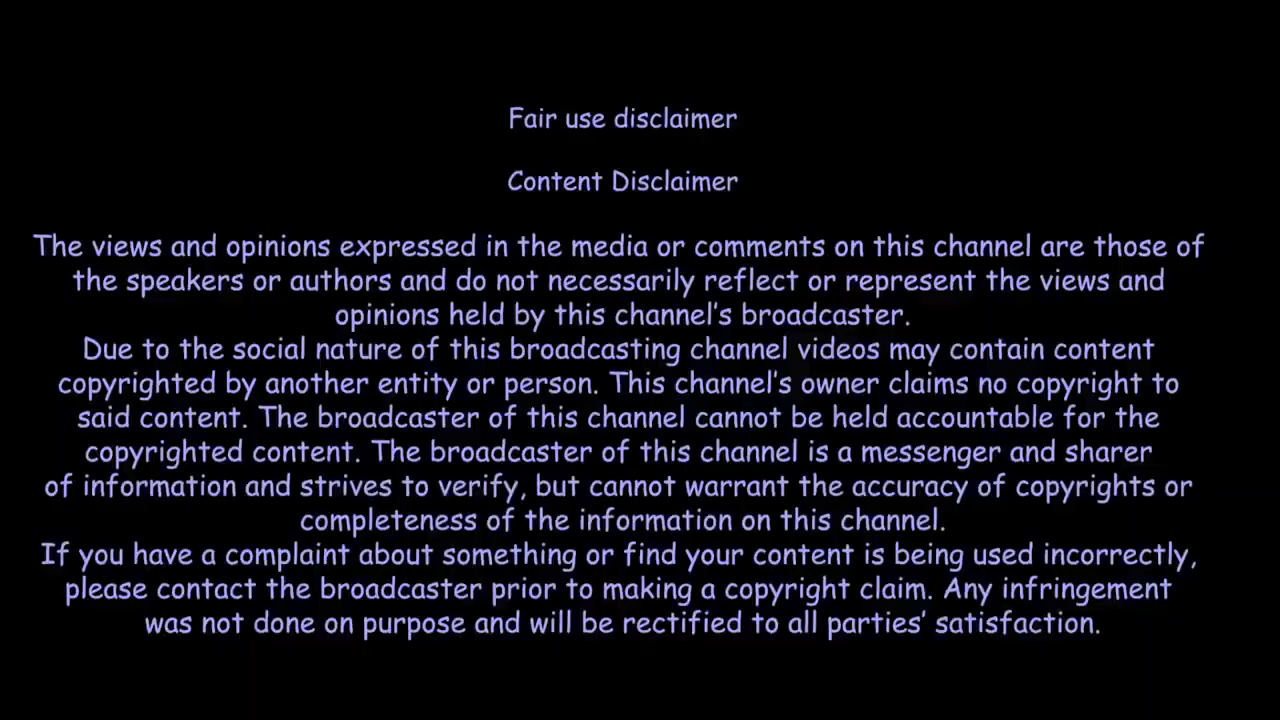 Fair use disclaimer
Content Disclaimer
The views and opinions expressed in the media or comments on this channel are those of
the speakers or authors and do not necessarily reflect or represent the views and
opinions held by this channel's broadcaster.
Due to the social nature of this broadcasting channel videos may contain content
copyrighted by another entity or person. This channel's owner claims no copyright to
said content. The broadcaster of this channel cannot be held accountable for the
copyrighted content. The broadcaster of this channel is a messenger and sharer
of information and strives to verify, but cannot warrant the accuracy of copyrights or
completeness of the information on this channel.
If you have a complaint about something or find your content is being used incorrectly,
please contact the broadcaster prior to making a copyright claim. Any infringement
was not done on purpose and will be rectified to all parties' satisfaction.